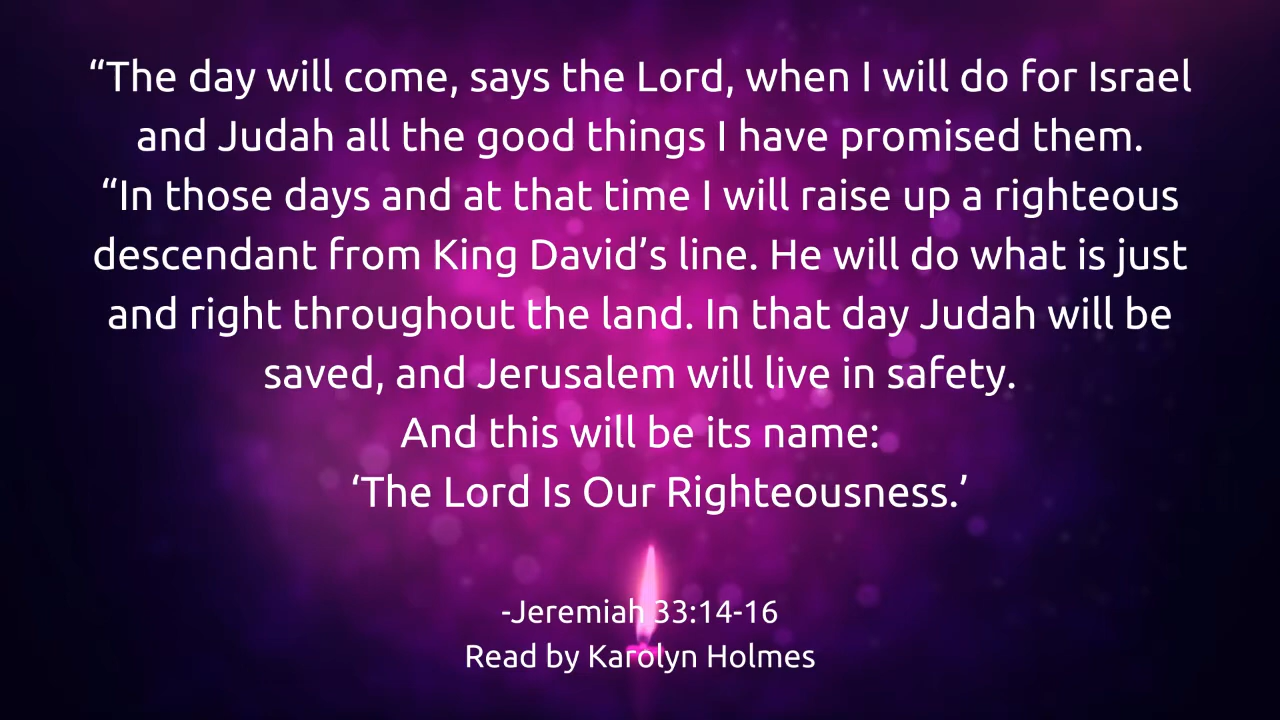 “The day will come, says the Lord, when I will do for Israel
and Judah all the good things I have promised them.
“In those days and at that time I will raise up a righteous
descendant from King David’s line. He will do what is just
and right throughout the land. In that day Judah will be
saved, and Jerusalem will live in safety.
And this will be its name:
‘The Lord Is Our Righteousness.’
-Jeremiah 33:14-16
Read by Karolyn Holmes